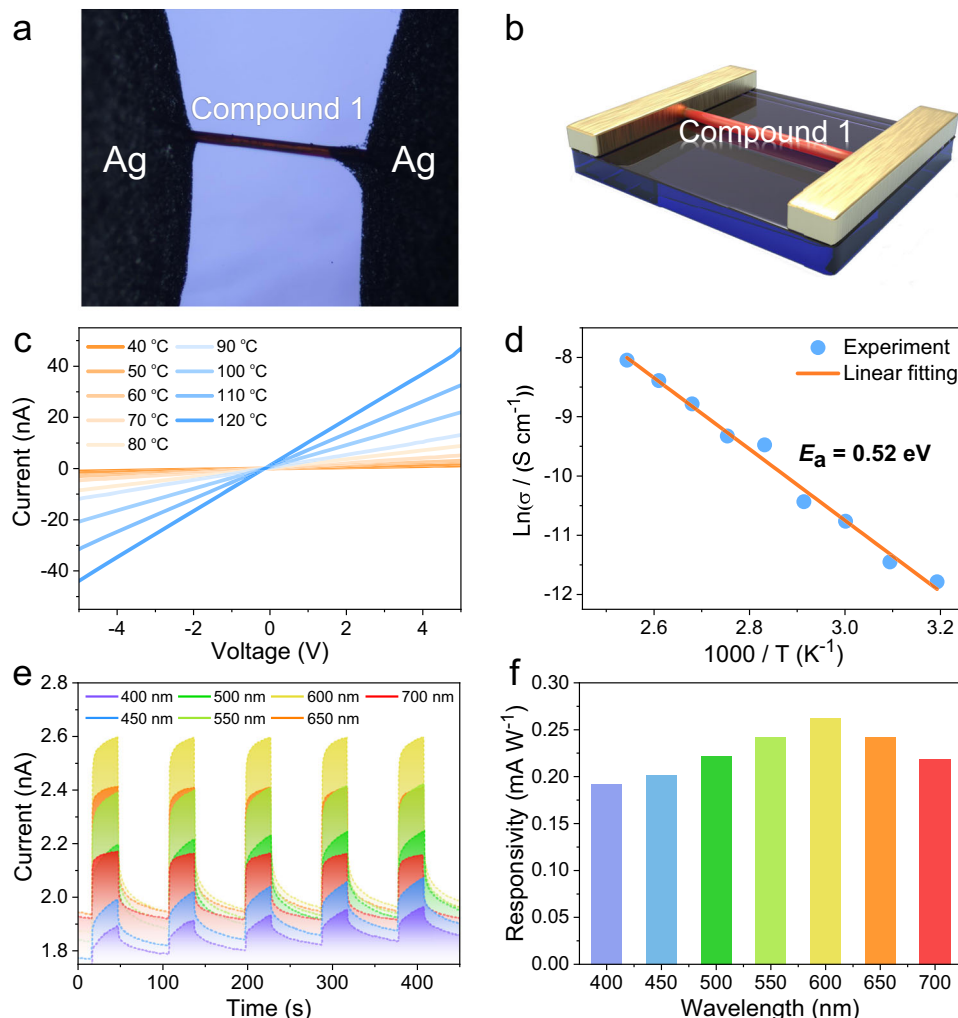 a
Compound 1
Ag
Ag
b
Compound 1
c
40 °C
50 °C
60 °C
70 °C
80 °C
90 °C
100 °C
110 °C
120 °C
Current (nA)
40
20
0
-20
-40
-4
-2
0
2
4
Voltage (V)
d
Experiment
Linear fitting
Eₐ = 0.52 eV
Ln(σ / (S cm⁻¹))
-8
-9
-10
-11
-12
2.6
2.8
3.0
3.2
1000 / T (K⁻¹)
e
400 nm
500 nm
600 nm
700 nm
450 nm
550 nm
650 nm
Current (nA)
2.8
2.6
2.4
2.2
2.0
1.8
0
100
200
300
400
Time (s)
f
Responsivity (mA W⁻¹)
0.30
0.25
0.20
0.15
0.10
0.05
0.00
400
450
500
550
600
650
700
Wavelength (nm)